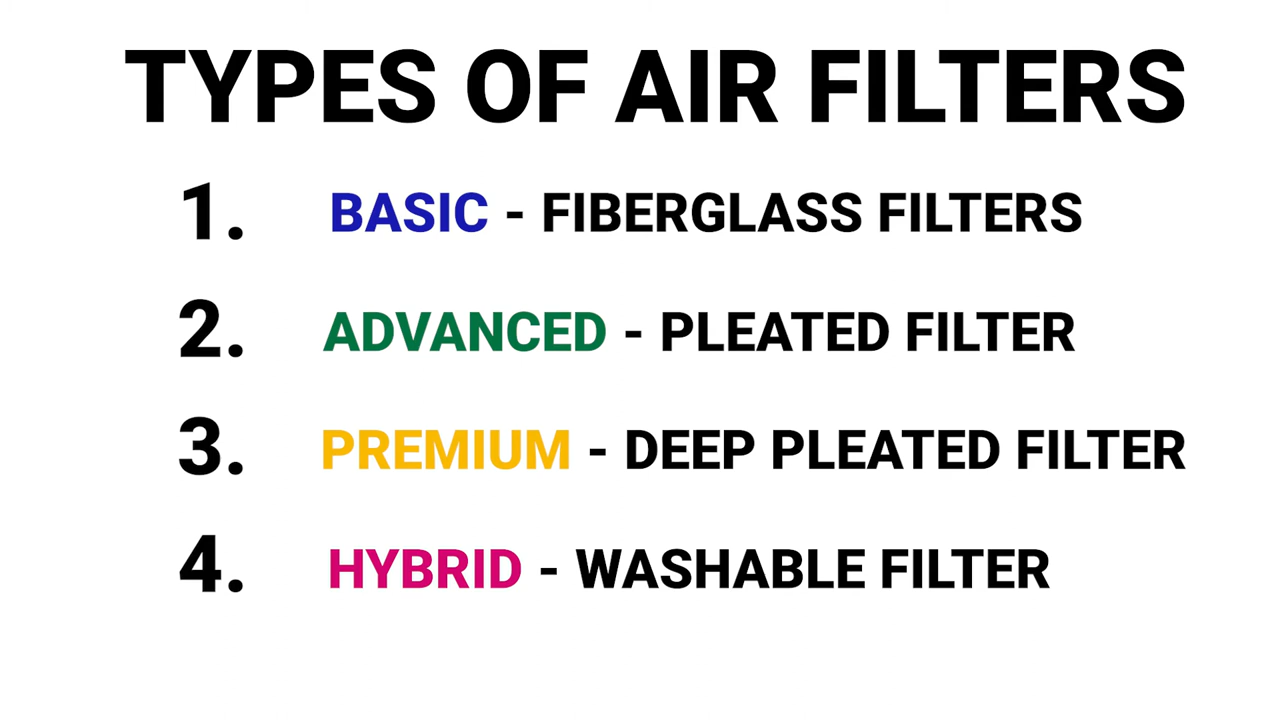 TYPES OF AIR FILTERS
1. BASIC - FIBERGLASS FILTERS
2. ADVANCED - PLEATED FILTER
3. PREMIUM - DEEP PLEATED FILTER
4. HYBRID - WASHABLE FILTER